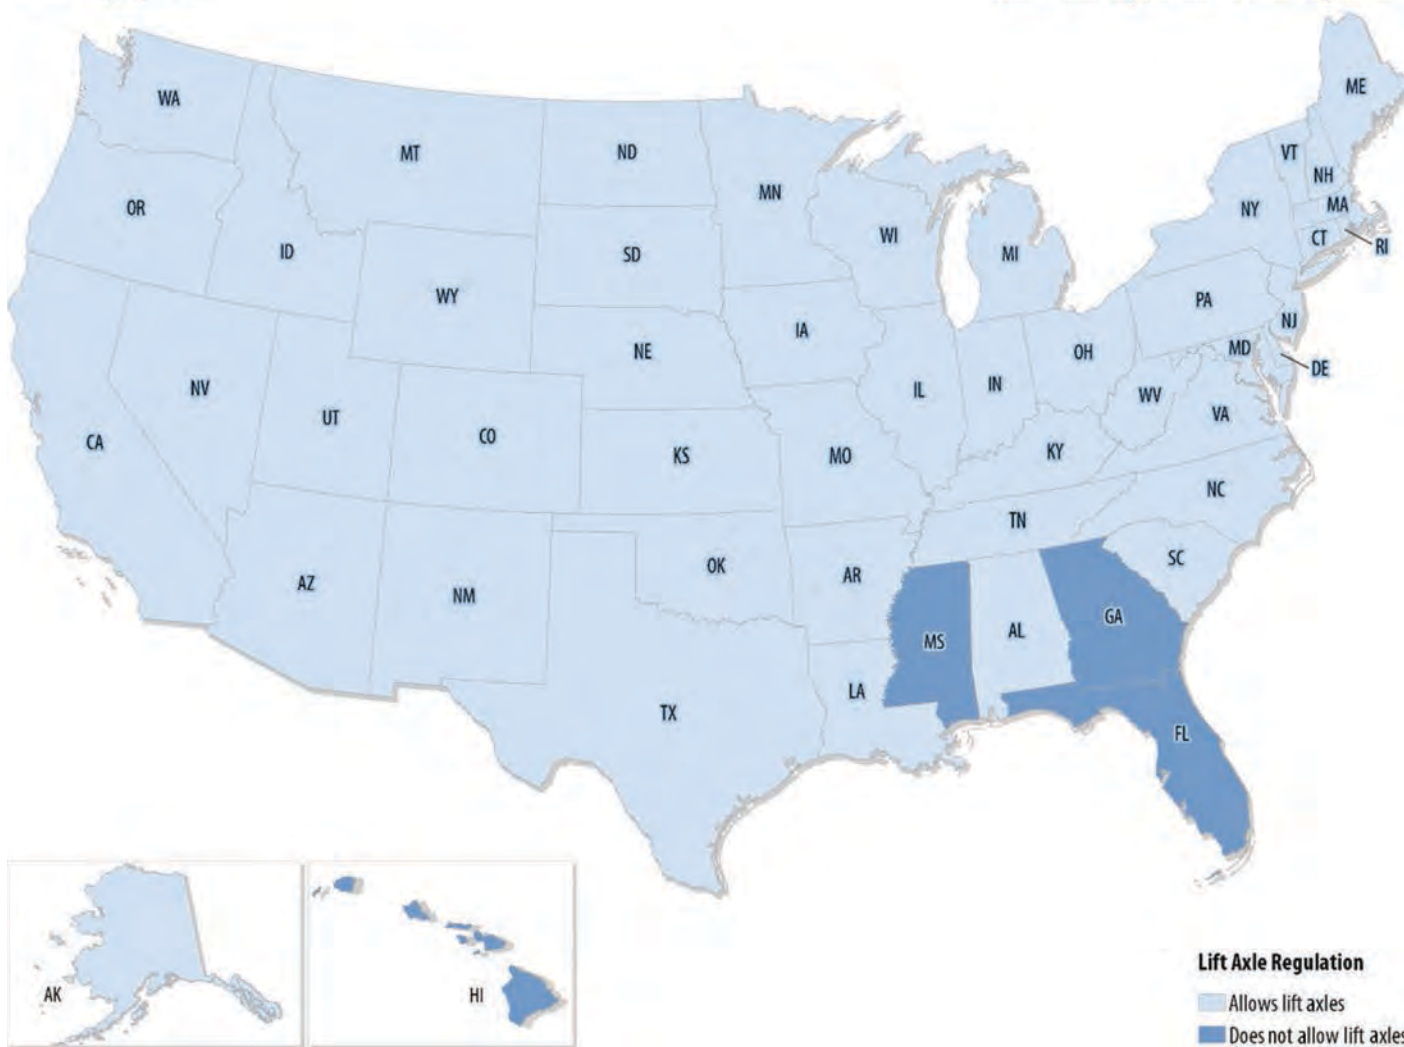 WA
MT
ND
MN
ME
VT
NH
MA
NY
CT
RI
OR
ID
SD
WI
MI
WY
PA
NJ
IA
NE
OH
MD
DE
NV
IL
IN
WV
UT
CO
VA
CA
KS
MO
KY
NC
TN
SC
AZ
OK
AR
NM
GA
AL
MS
LA
TX
FL
AK
HI
Lift Axle Regulation
Allows lift axles
Does not allow lift axles